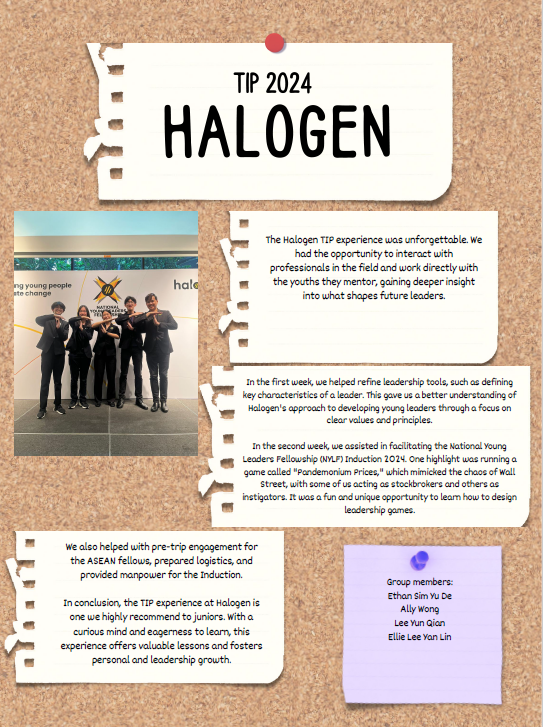 TIP 2024
HALOGEN
ng young people
te change
halo
NATIONAL
YOUNG LEADERS
The Halogen TIP experience was unforgettable. We
had the opportunity to interact with
professionals in the field and work directly with
the youths they mentor, gaining deeper insight
into what shapes future leaders.
In the first week, we helped refine leadership tools, such as defining
key characteristics of a leader. This gave us a better understanding of
Halogen's approach to developing young leaders through a focus on
clear values and principles.
In the second week, we assisted in facilitating the National Young
Leaders Fellowship (NYLF) Induction 2024. One highlight was running a
game called "Pandemonium Prices," which mimicked the chaos of Wall
Street, with some of us acting as stockbrokers and others as
instigators. It was a fun and unique opportunity to learn how to design
leadership games.
We also helped with pre-trip engagement for
the ASEAN fellows, prepared logistics, and
provided manpower for the Induction.
In conclusion, the TIP experience at Halogen is
one we highly recommend to juniors. With a
curious mind and eagerness to learn, this
experience offers valuable lessons and fosters
personal and leadership growth.
Group members:
Ethan Sim Yu De
Ally Wong
Lee Yun Qian
Ellie Lee Yan Lin